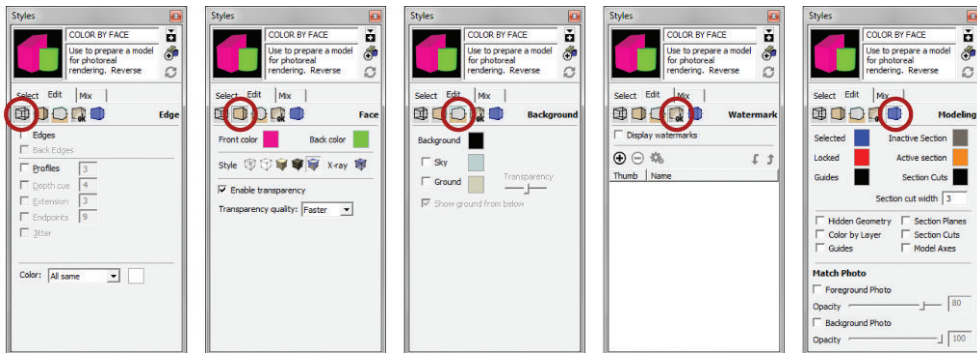 Styles
COLOR BY FACE
Use to prepare a model
for photoreal
rendering. Reverse
Select Edit Mix
Edge
Edges
Back Edges
Profiles 3
Depth cue 4
Extension 3
Endpoints 9
Jitter
Color: All same
Styles
COLOR BY FACE
Use to prepare a model
for photoreal
rendering. Reverse
Select Edit Mix
Face
Front color Back color
Style X-ray
Enable transparency
Transparency quality: Faster
Styles
COLOR BY FACE
Use to prepare a model
for photoreal
rendering. Reverse
Select Edit Mix
Background
Background
Sky
Ground Transparency
Show ground from below
Styles
COLOR BY FACE
Use to prepare a model
for photoreal
rendering. Reverse
Select Edit Mix
Watermark
Display watermarks
Thumb Name
Styles
COLOR BY FACE
Use to prepare a model
for photoreal
rendering. Reverse
Select Edit Mix
Modeling
Selected Inactive Section
Locked Active section
Guides Section Cuts
Section cut width 3
Hidden Geometry Section Planes
Color by Layer Section Cuts
Guides Model Axes
Match Photo
Foreground Photo
Opacity 80
Background Photo
Opacity 100